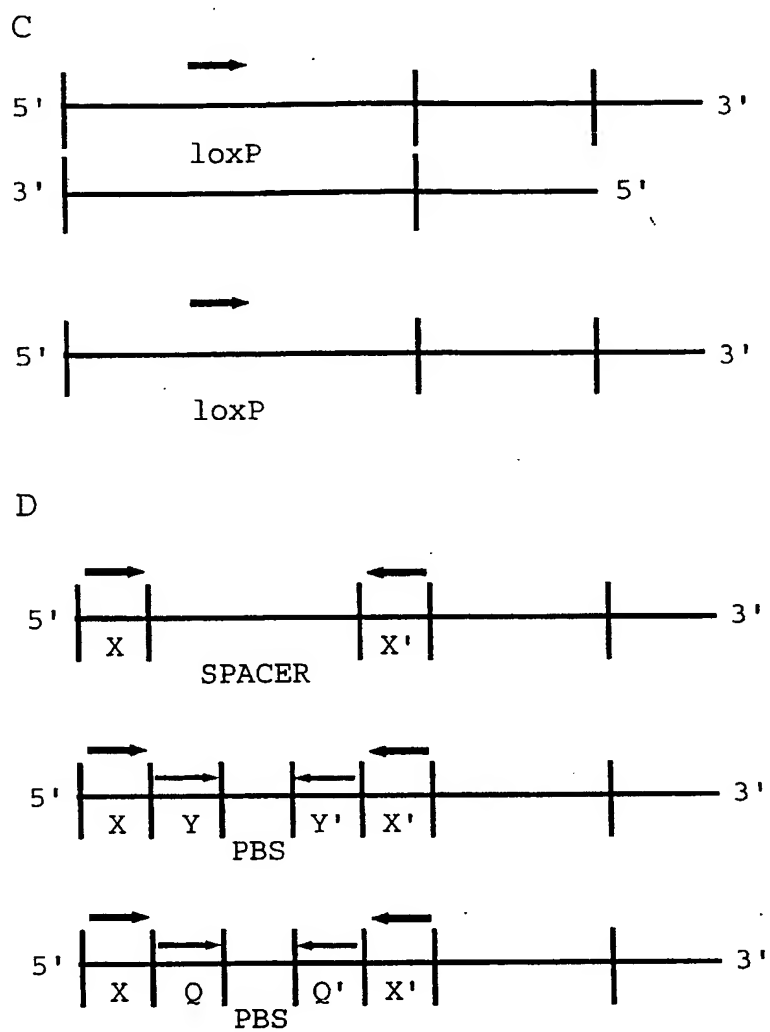 C
5' 3'
loxP
3' 5'
5' 3'
loxP
D
5' X X' 3'
SPACER
5' X Y Y' X' 3'
PBS
5' X Q Q' X' 3'
PBS